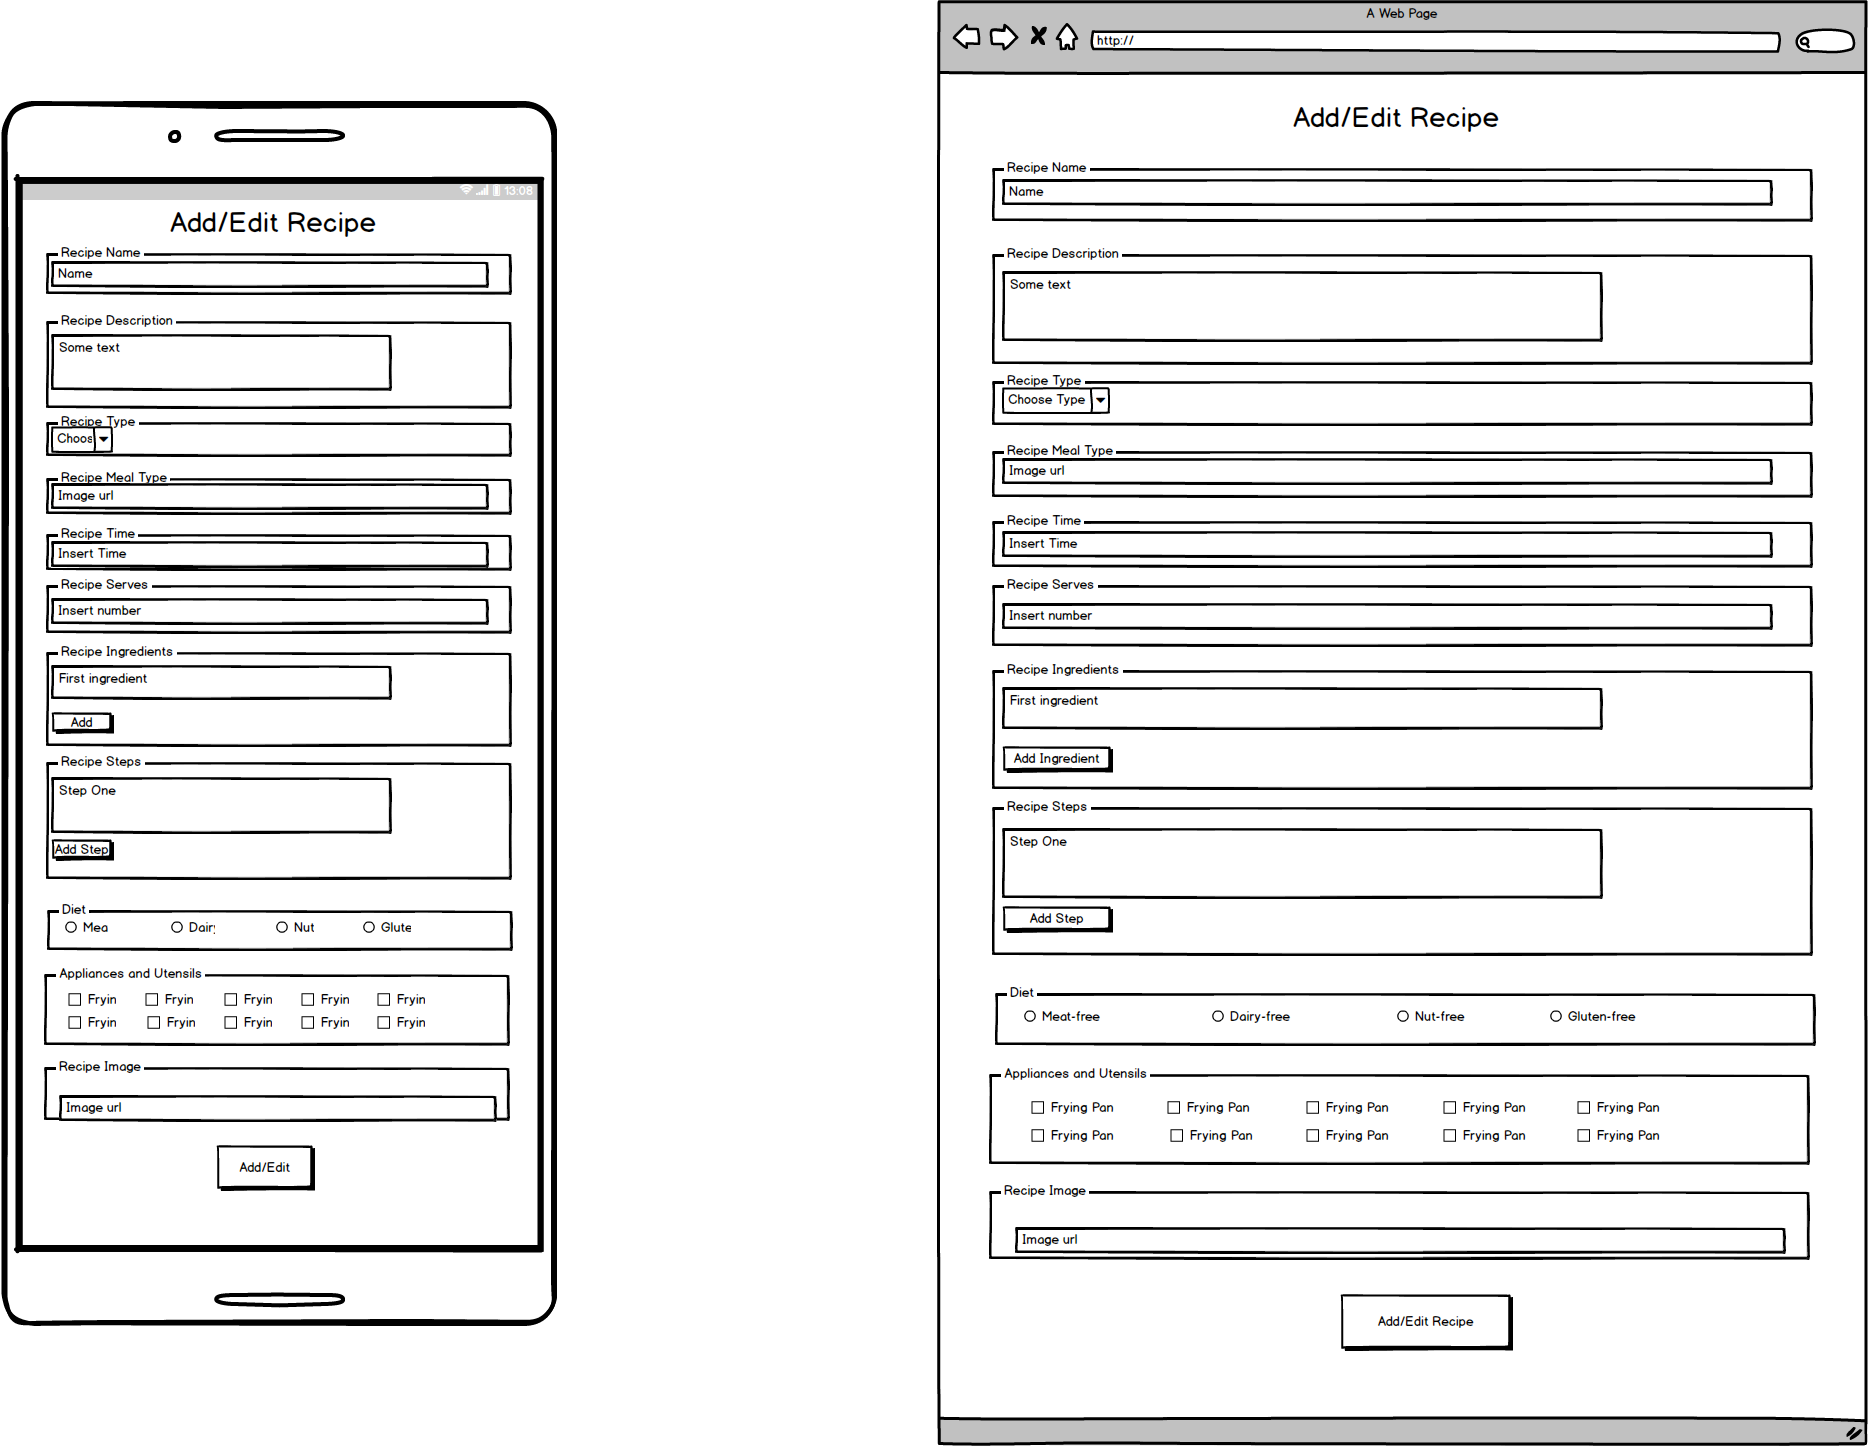 13:08
Add/Edit Recipe
Recipe Name
Name
Recipe Description
Some text
Recipe Type
Choos
Recipe Meal Type
Image url
Recipe Time
Insert Time
Recipe Serves
Insert number
Recipe Ingredients
First ingredient
Add
Recipe Steps
Step One
Add Step
Diet
Mea Dairy Nut Glute
Appliances and Utensils
Fryin Fryin Fryin Fryin Fryin
Fryin Fryin Fryin Fryin Fryin
Recipe Image
Image url
Add/Edit
A Web Page
http://
Add/Edit Recipe
Recipe Name
Name
Recipe Description
Some text
Recipe Type
Choose Type
Recipe Meal Type
Image url
Recipe Time
Insert Time
Recipe Serves
Insert number
Recipe Ingredients
First ingredient
Add Ingredient
Recipe Steps
Step One
Add Step
Diet
Meat-free Dairy-free Nut-free Gluten-free
Appliances and Utensils
Frying Pan Frying Pan Frying Pan Frying Pan Frying Pan
Frying Pan Frying Pan Frying Pan Frying Pan Frying Pan
Recipe Image
Image url
Add/Edit Recipe